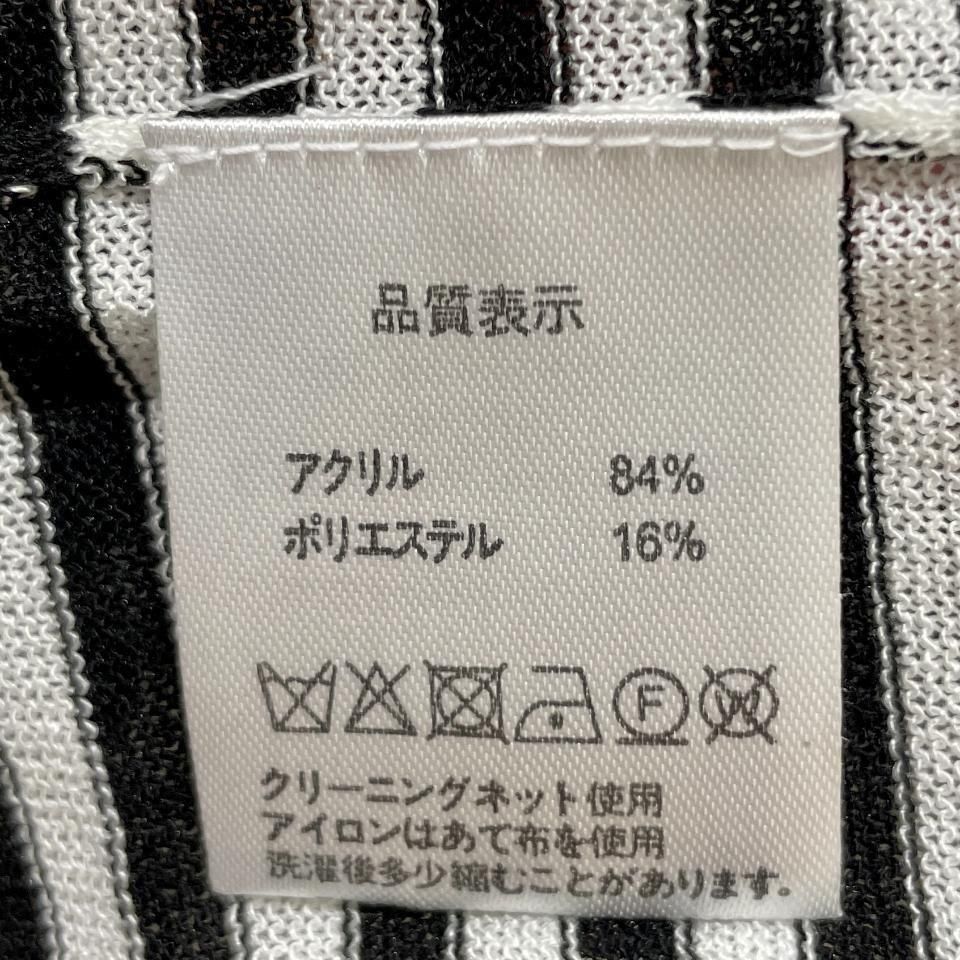 品質表示
アクリル 84%
ポリエステル 16%
F W
クリーニングネット使用
アイロンはあて布を使用
洗濯後多少縮むことがあります。